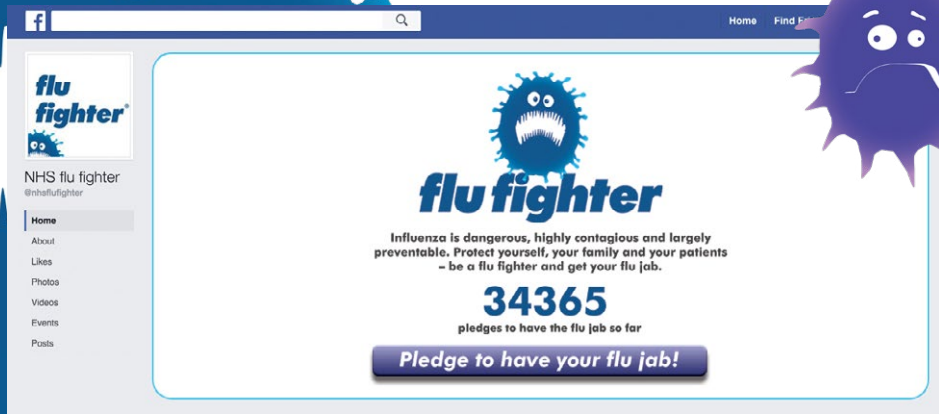 f
Home Find
flu
fighter®
NHS flu fighter
@nhsflufighter
Home
About
Likes
Photos
Videos
Events
Posts
flu fighter
Influenza is dangerous, highly contagious and largely
preventable. Protect yourself, your family and your patients
– be a flu fighter and get your flu jab.
34365
pledges to have the flu jab so far
Pledge to have your flu jab!